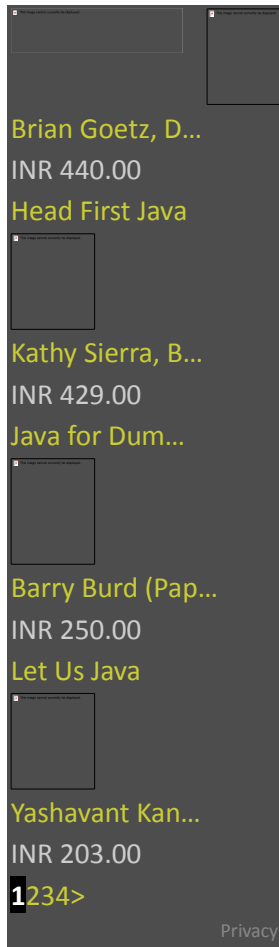 Brian Goetz, D...
INR 440.00
Head First Java
Kathy Sierra, B...
INR 429.00
Java for Dum...
Barry Burd (Pap...
INR 250.00
Let Us Java
Yashavant Kan...
INR 203.00
1234>
Privacy